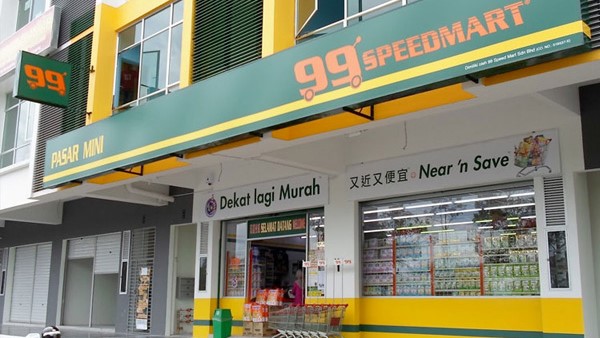 99
PASAR MINI
99 SPEEDMART
Dekat lagi Murah
又近又便宜 Near 'n Save
SELAMAT DATANG